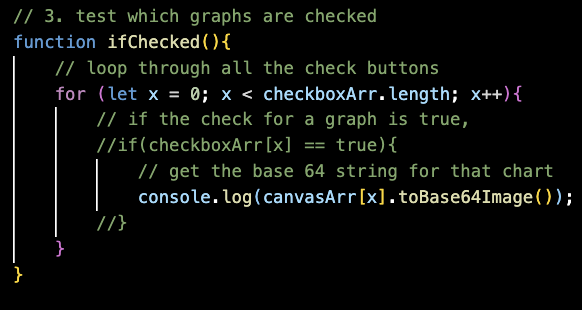 // 3. test which graphs are checked
function ifChecked(){
// loop through all the check buttons
for (let x = 0; x < checkboxArr.length; x++){
// if the check for a graph is true,
//if(checkboxArr[x] == true){
// get the base 64 string for that chart
console.log(canvasArr[x].toBase64Image());
//}
}
}